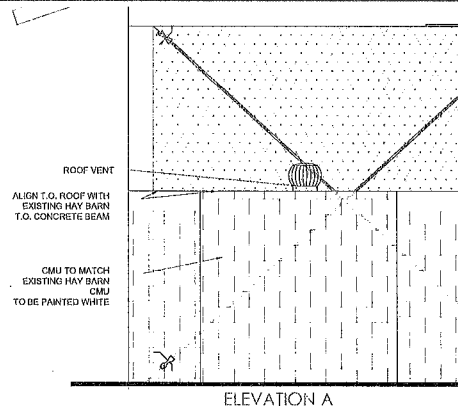 ROOF VENT
ALIGN T.O. ROOF WITH
EXISTING HAY BARN
T.O. CONCRETE BEAM
CMU TO MATCH
EXISTING HAY BARN
CMU
TO BE PAINTED WHITE
ELEVATION A